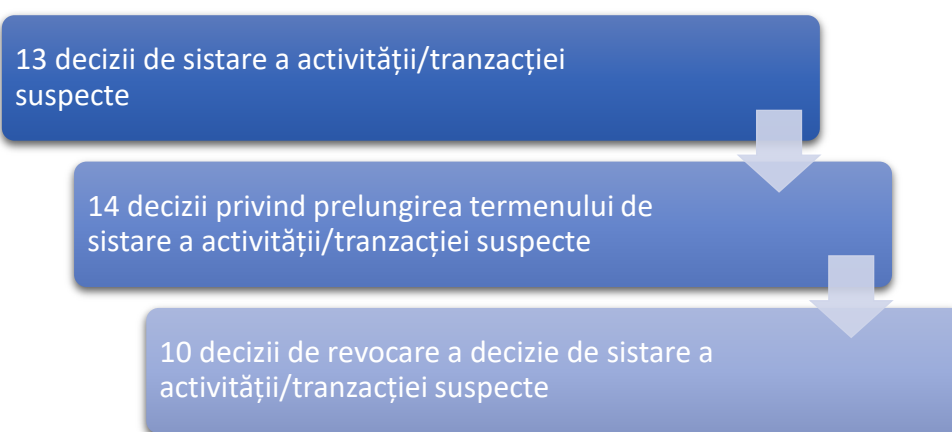 13 decizii de sistare a activității/tranzacției
suspecte
14 decizii privind prelungirea termenului de
sistare a activității/tranzacției suspecte
10 decizii de revocare a decizie de sistare a
activității/tranzacției suspecte